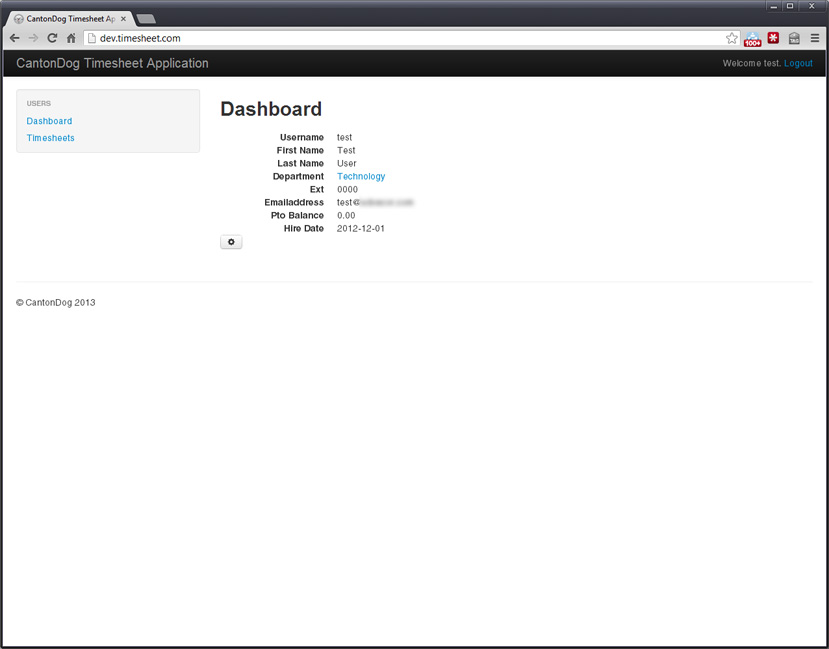 CantonDog Timesheet Ap
dev.timesheet.com
100+
CantonDog Timesheet Application
Welcome test. Logout
USERS
Dashboard
Timesheets
Dashboard
Username test
First Name Test
Last Name User
Department Technology
Ext 0000
Emailaddress test@
Pto Balance 0.00
Hire Date 2012-12-01
© CantonDog 2013